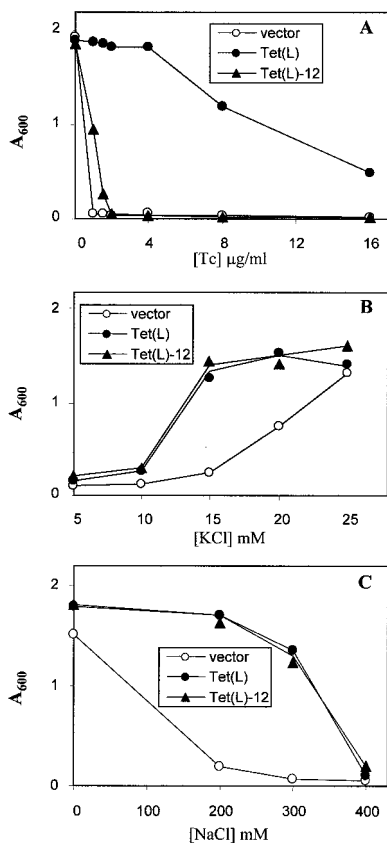 A
vector
Tet(L)
Tet(L)-12
A600
2
1
0
0 4 8 12 16
[Tc] µg/ml
B
vector
Tet(L)
Tet(L)-12
A600
2
1
0
5 10 15 20 25
[KCl] mM
C
vector
Tet(L)
Tet(L)-12
A600
2
1
0
0 100 200 300 400
[NaCl] mM